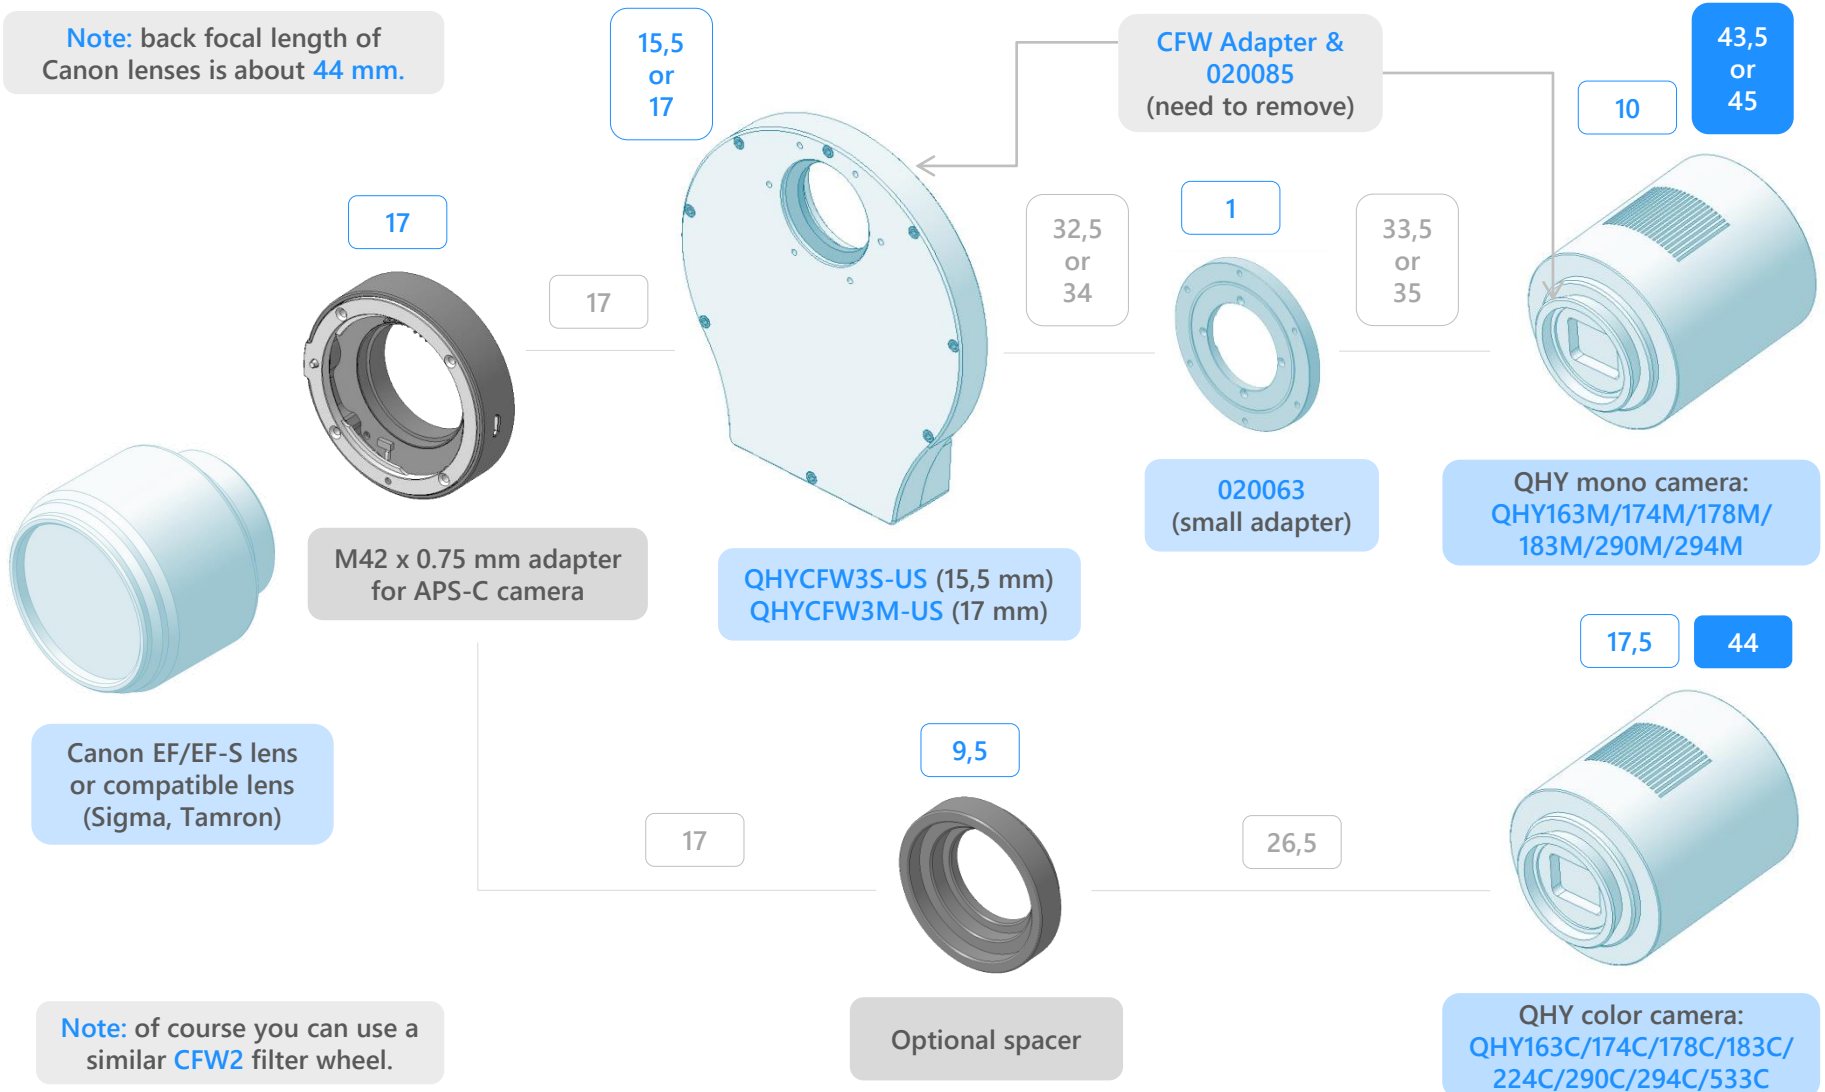 Note: back focal length of
Canon lenses is about 44 mm.
15,5
or
17
CFW Adapter &
020085
(need to remove)
43,5
or
45
10
17
17
32,5
or
34
1
33,5
or
35
M42 x 0.75 mm adapter
for APS-C camera
QHYCFW3S-US (15,5 mm)
QHYCFW3M-US (17 mm)
020063
(small adapter)
QHY mono camera:
QHY163M/174M/178M/
183M/290M/294M
17,5
44
Canon EF/EF-S lens
or compatible lens
(Sigma, Tamron)
9,5
17
26,5
Note: of course you can use a
similar CFW2 filter wheel.
Optional spacer
QHY color camera:
QHY163C/174C/178C/183C/
224C/290C/294C/533C